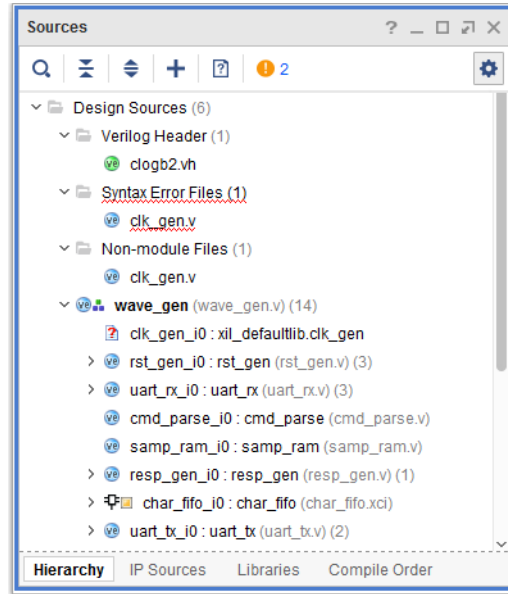 Sources
2
Design Sources (6)
Verilog Header (1)
clogb2.vh
Syntax Error Files (1)
clk_gen.v
Non-module Files (1)
clk_gen.v
wave_gen (wave_gen.v) (14)
clk_gen_i0 : xil_defaultlib.clk_gen
rst_gen_i0 : rst_gen (rst_gen.v) (3)
uart_rx_i0 : uart_rx (uart_rx.v) (3)
cmd_parse_i0 : cmd_parse (cmd_parse.v)
samp_ram_i0 : samp_ram (samp_ram.v)
resp_gen_i0 : resp_gen (resp_gen.v) (1)
char_fifo_i0 : char_fifo (char_fifo.xci)
uart_tx_i0 : uart_tx (uart_tx.v) (2)
Hierarchy IP Sources Libraries Compile Order